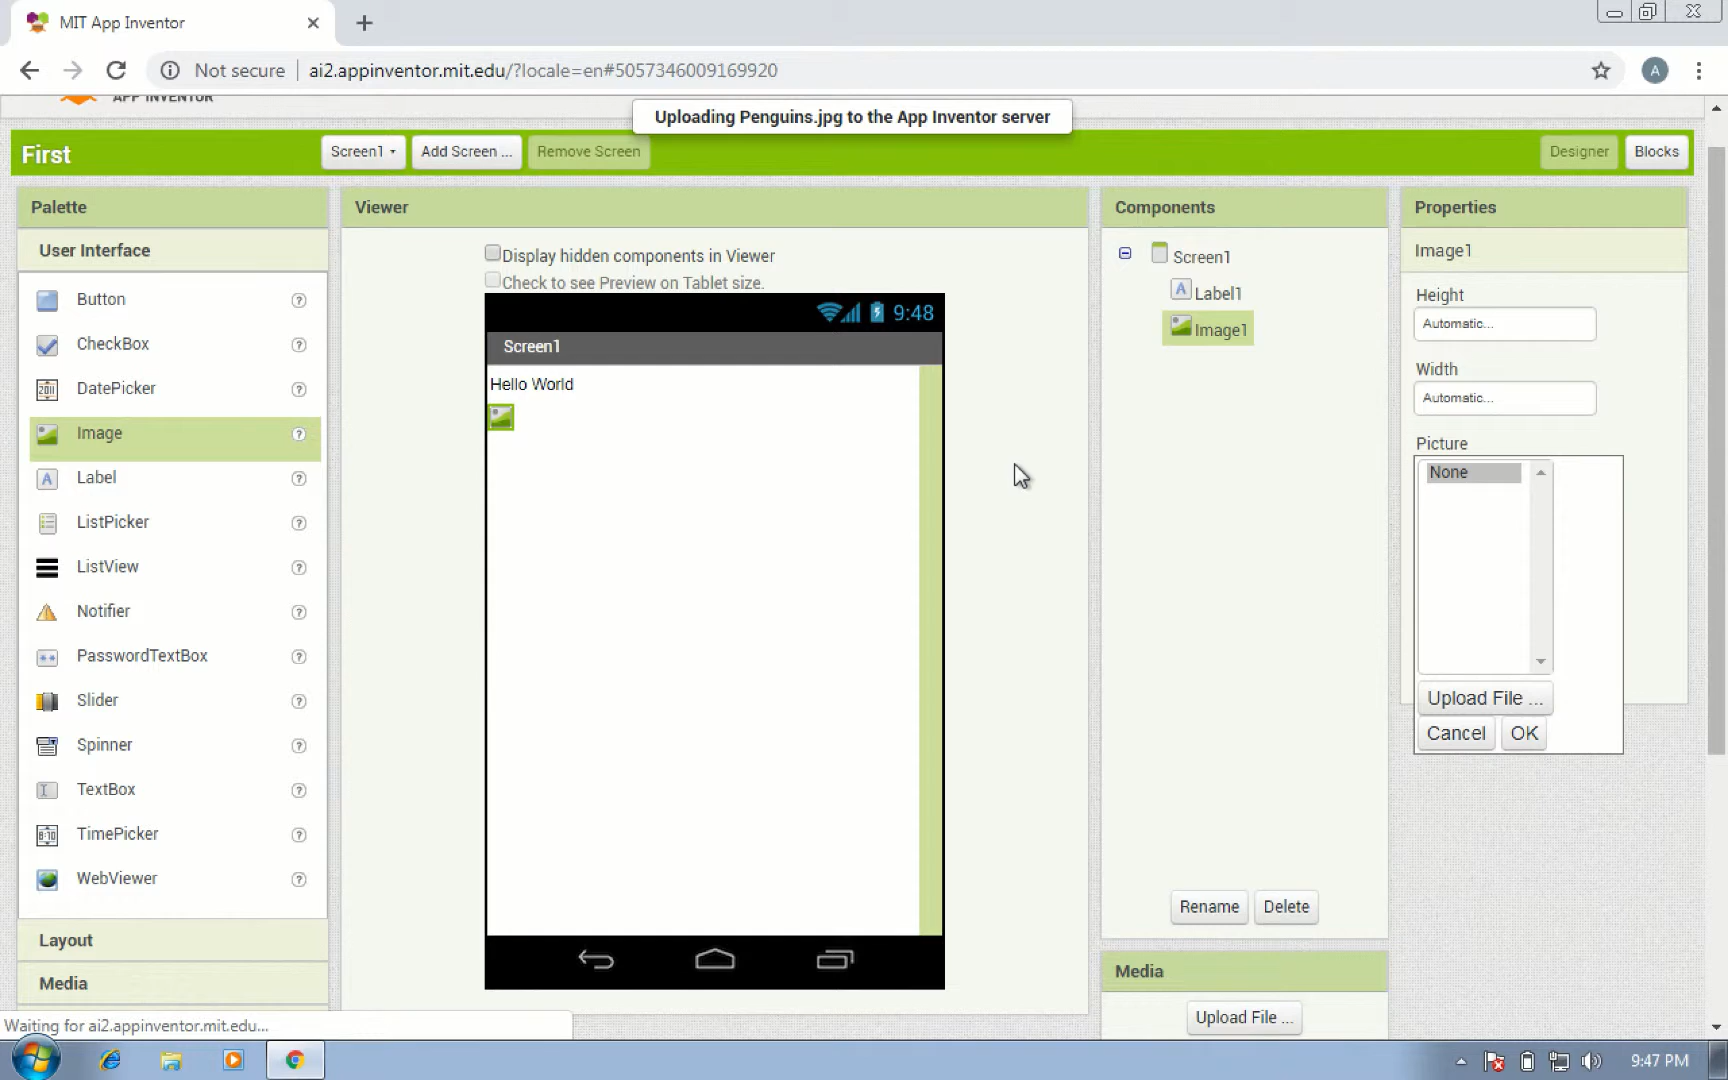 MIT App Inventor
Not secure
ai2.appinventor.mit.edu/?locale=en#5057346009169920
A
APP INVENTOR
Uploading Penguins.jpg to the App Inventor server
First
Screen1
Add Screen ...
Remove Screen
Designer
Blocks
Palette
User Interface
Button
CheckBox
DatePicker
Image
Label
ListPicker
ListView
Notifier
PasswordTextBox
Slider
Spinner
TextBox
TimePicker
WebViewer
Layout
Media
Viewer
Display hidden components in Viewer
Check to see Preview on Tablet size.
9:48
Screen1
Hello World
Components
Screen1
Label1
Image1
Rename
Delete
Media
Upload File ...
Properties
Image1
Height
Automatic...
Width
Automatic...
Picture
None
Upload File ...
Cancel
OK
Waiting for ai2.appinventor.mit.edu...
9:47 PM